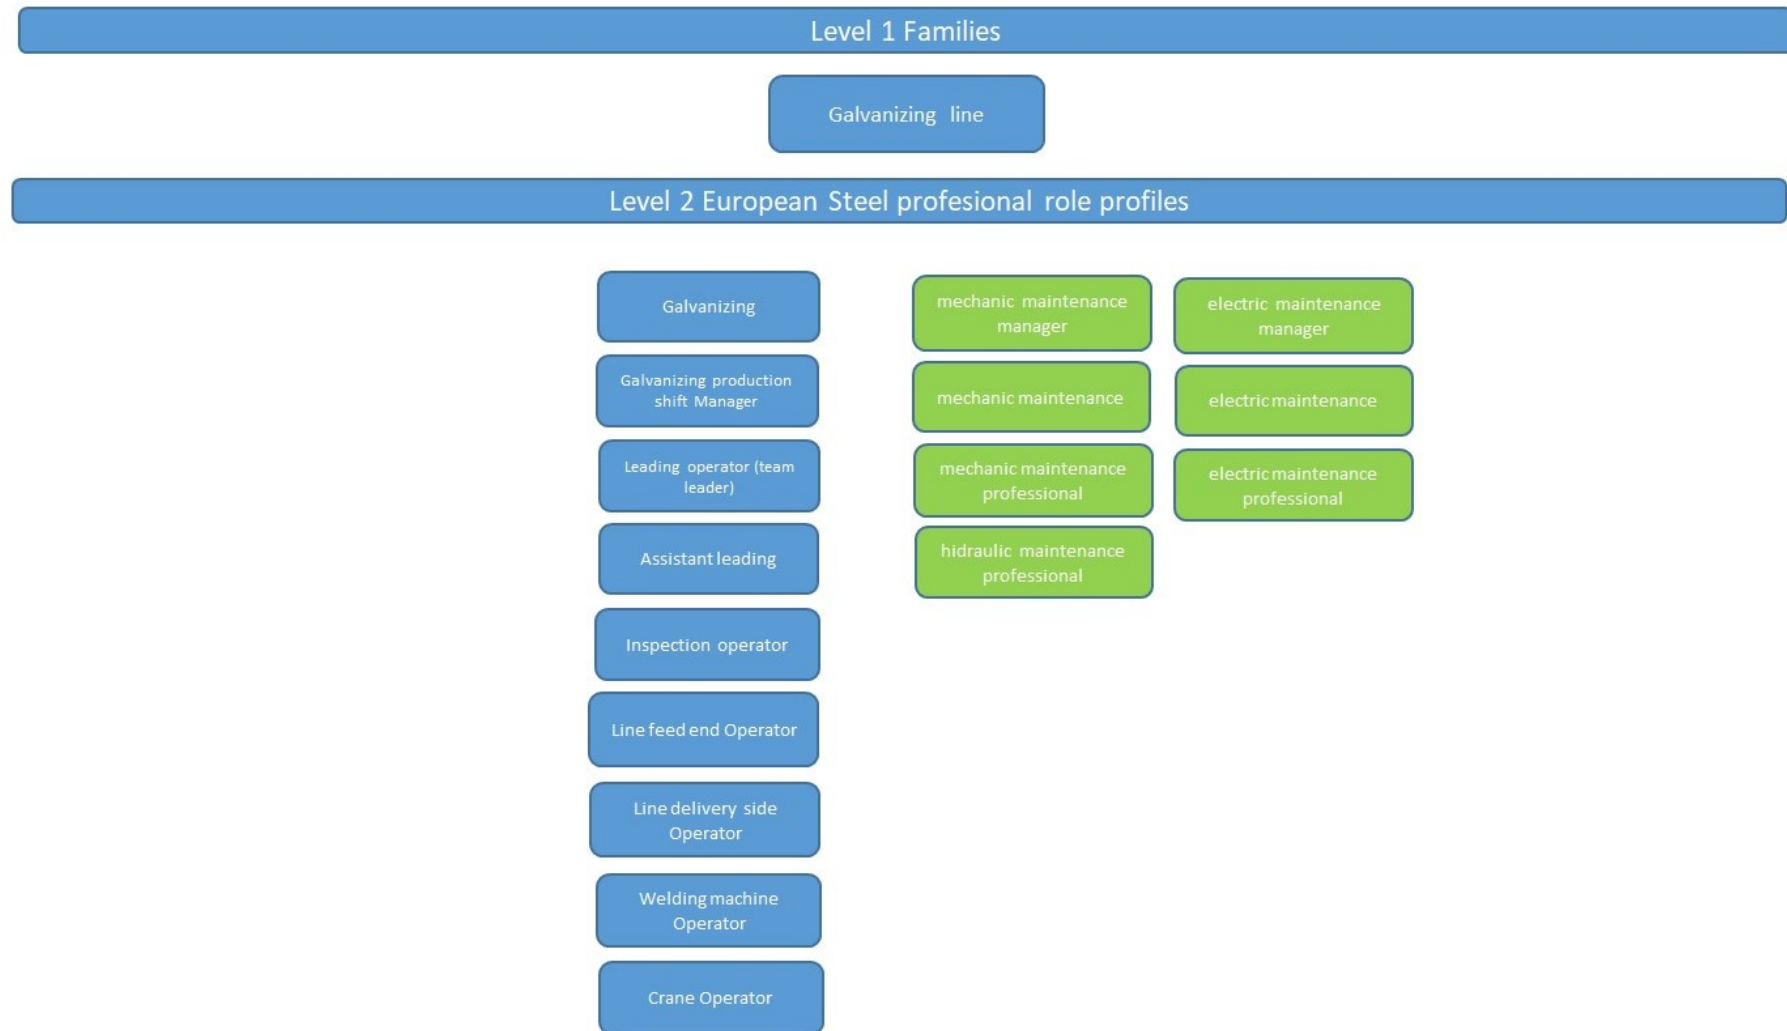 Level 1 Families
Galvanizing line
Level 2 European Steel profesional role profiles
Galvanizing
Galvanizing production
shift Manager
Leading operator (team
leader)
Assistant leading
Inspection operator
Line feed end Operator
Line delivery side
Operator
Welding machine
Operator
Crane Operator
mechanic maintenance
manager
mechanic maintenance
mechanic maintenance
professional
hidraulic maintenance
professional
electric maintenance
manager
electric maintenance
electric maintenance
professional